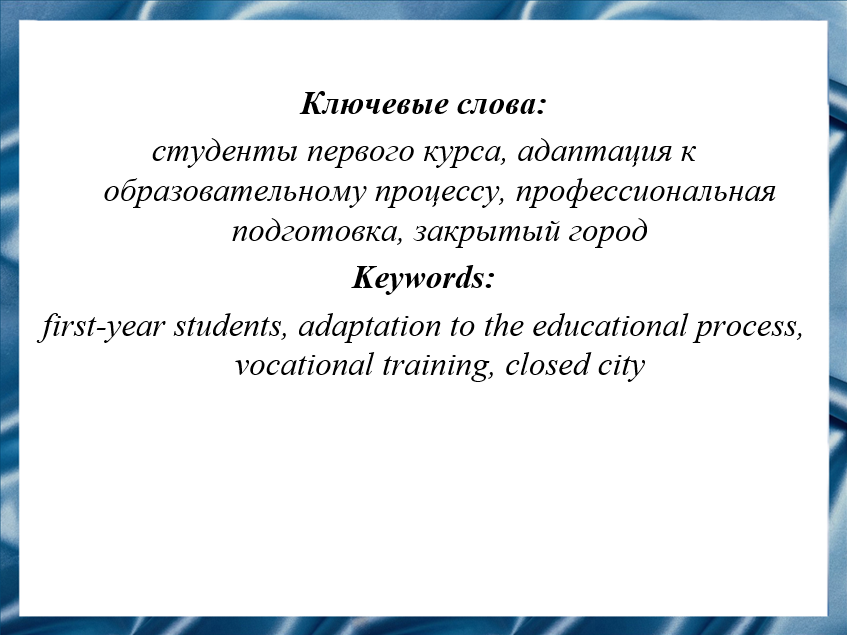 Ключевые слова:
студенты первого курса, адаптация к
образовательному процессу, профессиональная
подготовка, закрытый город
Keywords:
first-year students, adaptation to the educational process,
vocational training, closed city